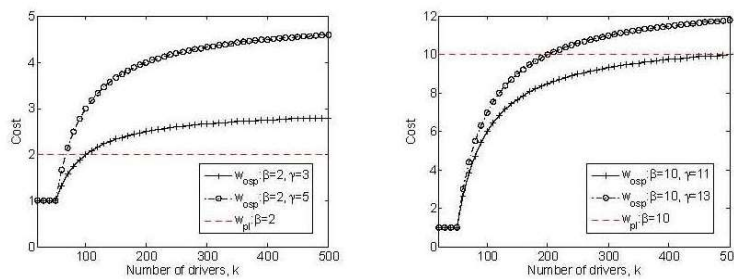 5
4
3
2
1
0
100
200
300
400
500
Cost
Number of drivers, k
w_osp: β=2, γ=3
w_osp: β=2, γ=5
w_pl: β=2
12
10
8
6
4
2
0
100
200
300
400
500
Cost
Number of drivers, k
w_osp: β=10, γ=11
w_osp: β=10, γ=13
w_pl: β=10